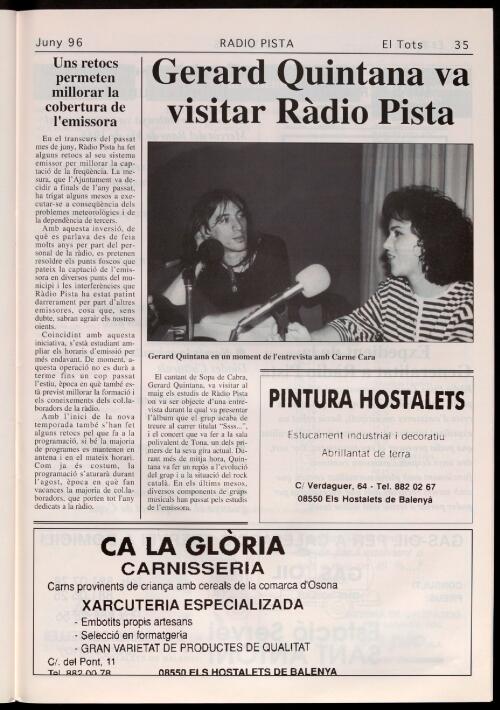 Juny 96
RADIO PISTA
El Tots 35
Uns retocs
permeten
millorar la
cobertura de
l'emissora
En el transcurs del passat
mes de juny, Ràdio Pista ha fet
alguns retocs al seu sistema
emissor per millorar la cap-
tació de la freqüència. La me-
sura, que l'Ajuntament va de-
cidir a finals de l'any passat,
ha trigat alguns mesos a exe-
cutar-se a conseqüència dels
problemes meteorològics i de
la dependència de tercers.
Amb aquesta inversió, de
què es parlava des de feia
molts anys per part del per-
sonal de la ràdio, es pretenen
resoldre els punts foscos que
pateix la captació de l'emis-
sora en diversos punts del mu-
nicipi i les interferències que
Ràdio Pista ha estat patint
darrerament per part d'altres
emissores, cosa que, sens
dubte, sabran agrair els nostres
oients.
Coincidint amb aquesta
iniciativa, s'està estudiant am-
pliar els horaris d'emissió per
més endavant. De moment, a-
questa operació no es durà a
terme fins un cop passat
l'estiu, època en què també es-
tà previst millorar la formació i
els coneixements dels col.la-
boradors de la ràdio.
Amb l'inici de la nova
temporada també s'han fet
alguns retocs pel que fa a la
programació, si bé la majoria
de programes es mantenen en
antena i en el mateix horari.
Com ja és costum, la
programació s'aturarà durant
l'agost, època en què fan
vacances la majoria de col.la-
boradors, que porten tot l'any
dedicats a la ràdio.
Gerard Quintana va
visitar Ràdio Pista
Gerard Quintana en un moment de l'entrevista amb Carme Cara
El cantant de Sopa de Cabra,
Gerard Quintana, va visitar al
maig els estudis de Ràdio Pista
on va ser objecte d'una entre-
vista durant la qual va presentar
l'àlbum que el grup acaba de
treure al carrer titulat "Ssss...",
i el concert que va fer a la sala
polivalent de Tona, un dels pri-
mers de la seva gira actual. Du-
rant més de mitja hora, Quin-
tana va fer un repàs a l'evolució
del grup i a la situació del rock
català. En els últims mesos,
diversos components de grups
musicals han passat pels estudis
de l'emissora.
PINTURA HOSTALETS
Estucament industrial i decoratiu
Abrillantat de terra
C/ Verdaguer, 64 - Tel. 882 02 67
08550 Els Hostalets de Balenyà
CA LA GLÒRIA
CARNISSERIA
Carns provinents de criança amb cereals de la comarca d'Osona
XARCUTERIA ESPECIALIZADA
- Embotits propis artesans
- Selecció en formatgeria
- GRAN VARIETAT DE PRODUCTES DE QUALITAT
C/. del Pont, 11
Tel. 882 00 78 08550 ELS HOSTALETS DE BALENYA